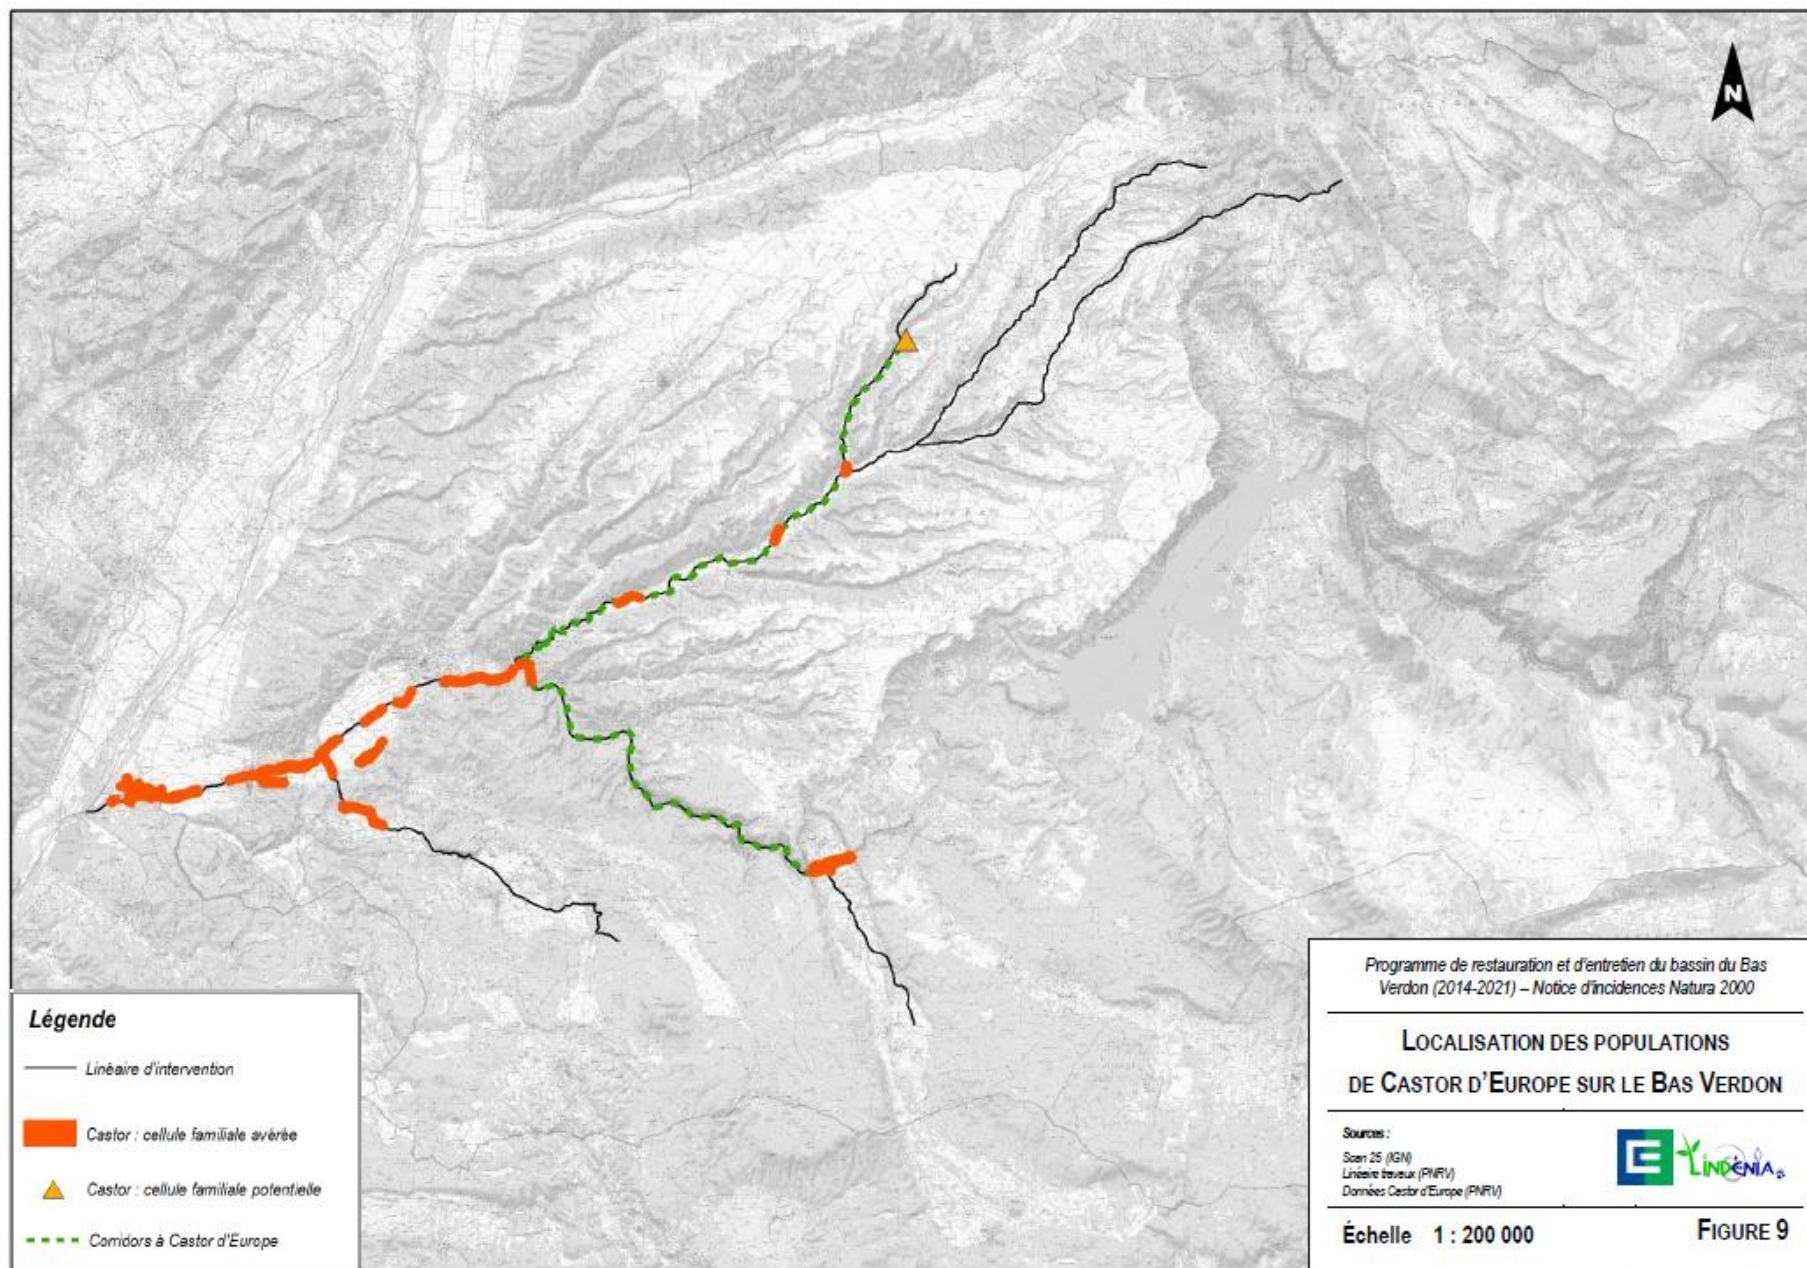 N
Légende
Linéaire d'intervention
Castor : cellule familiale avérée
Castor : cellule familiale potentielle
Corridors à Castor d'Europe
Programme de restauration et d'entretien du bassin du Bas
Verdon (2014-2021) – Notice d'incidences Natura 2000
LOCALISATION DES POPULATIONS
DE CASTOR D'EUROPE SUR LE BAS VERDON
Sources :
Scan 25 (IGN)
Linéaire travaux (PNRV)
Données Castor d'Europe (PNRV)
LINDÉNIA
Échelle 1 : 200 000
FIGURE 9